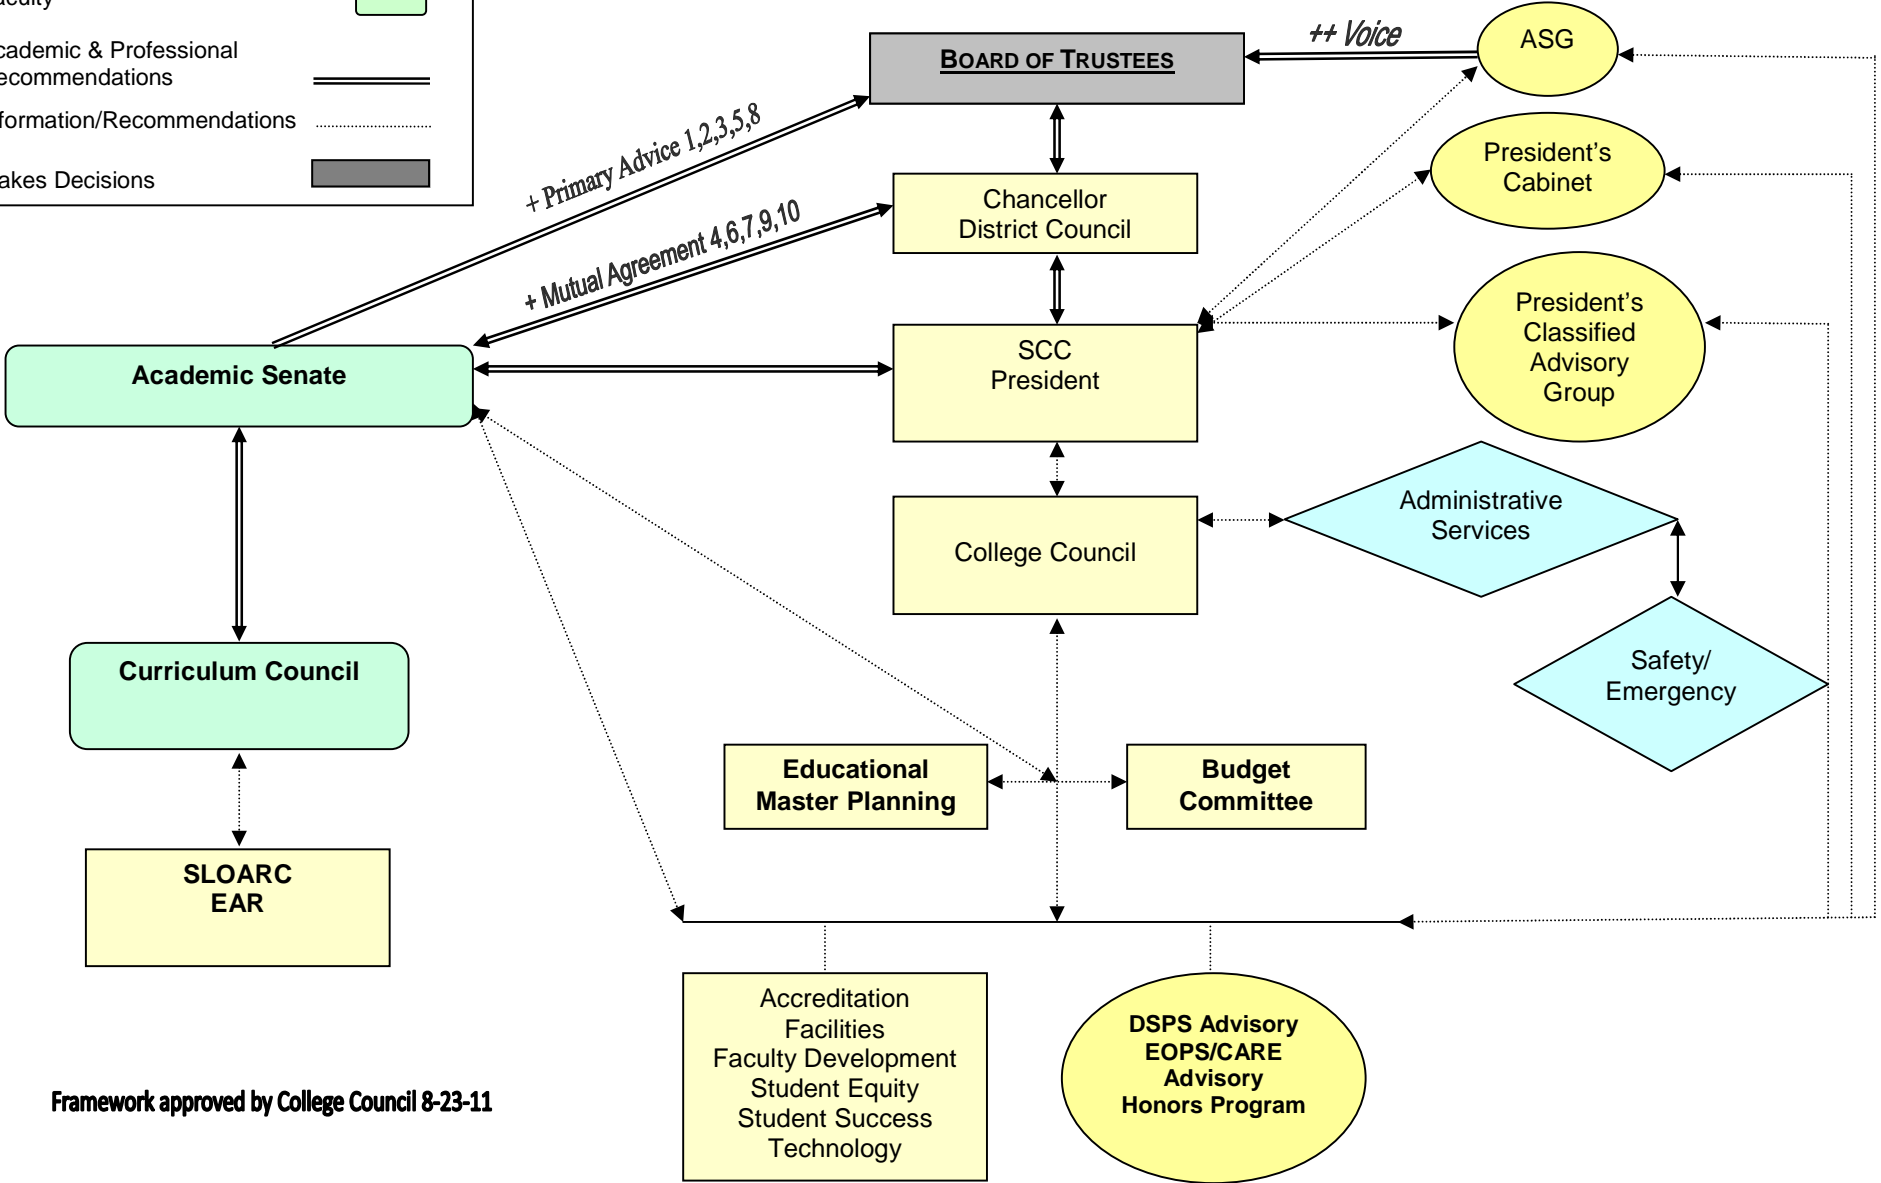 aculty
cademic & Professional
ecommendations
formation/Recommendations
akes Decisions
BOARD OF TRUSTEES
++ Voice
ASG
+ Primary Advice 1,2,3,5,8
President’s
Cabinet
Chancellor
District Council
+ Mutual Agreement 4,6,7,9,10
President’s
Classified
Advisory
Group
SCC
President
Academic Senate
Administrative
Services
College Council
Curriculum Council
Safety/
Emergency
Educational
Master Planning
Budget
Committee
SLOARC
EAR
Accreditation
Facilities
Faculty Development
Student Equity
Student Success
Technology
DSPS Advisory
EOPS/CARE
Advisory
Honors Program
Framework approved by College Council 8-23-11